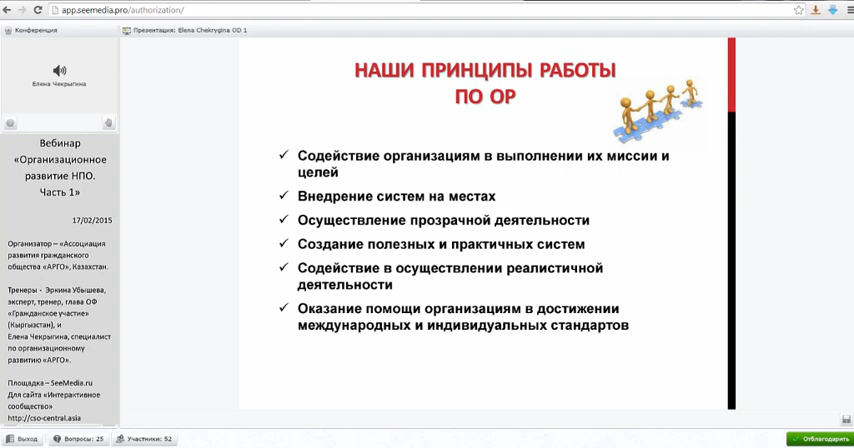 app.seemedia.pro/authorization/
Конференция
Презентация: Elena Chekrygina OD 1
Елена Чекрыгина
Вебинар
«Организационное
развитие НПО.
Часть 1»
17/02/2015
Организатор – «Ассоциация
развития гражданского
общества «АРГО», Казахстан.
Тренеры - Эркина Убышева,
эксперт, тренер, глава ОФ
«Гражданское участие»
(Кыргызстан), и
Елена Чекрыгина, специалист
по организационному
развитию «АРГО».
Площадка – SeeMedia.ru
Для сайта «Интерактивное
сообщество»
http://cso-central.asia
НАШИ ПРИНЦИПЫ РАБОТЫ
ПО ОР
✓ Содействие организациям в выполнении их миссии и
целей
✓ Внедрение систем на местах
✓ Осуществление прозрачной деятельности
✓ Создание полезных и практичных систем
✓ Содействие в осуществлении реалистичной
деятельности
✓ Оказание помощи организациям в достижении
международных и индивидуальных стандартов
Выход
Вопросы: 25
Участники: 52
Отблагодарить